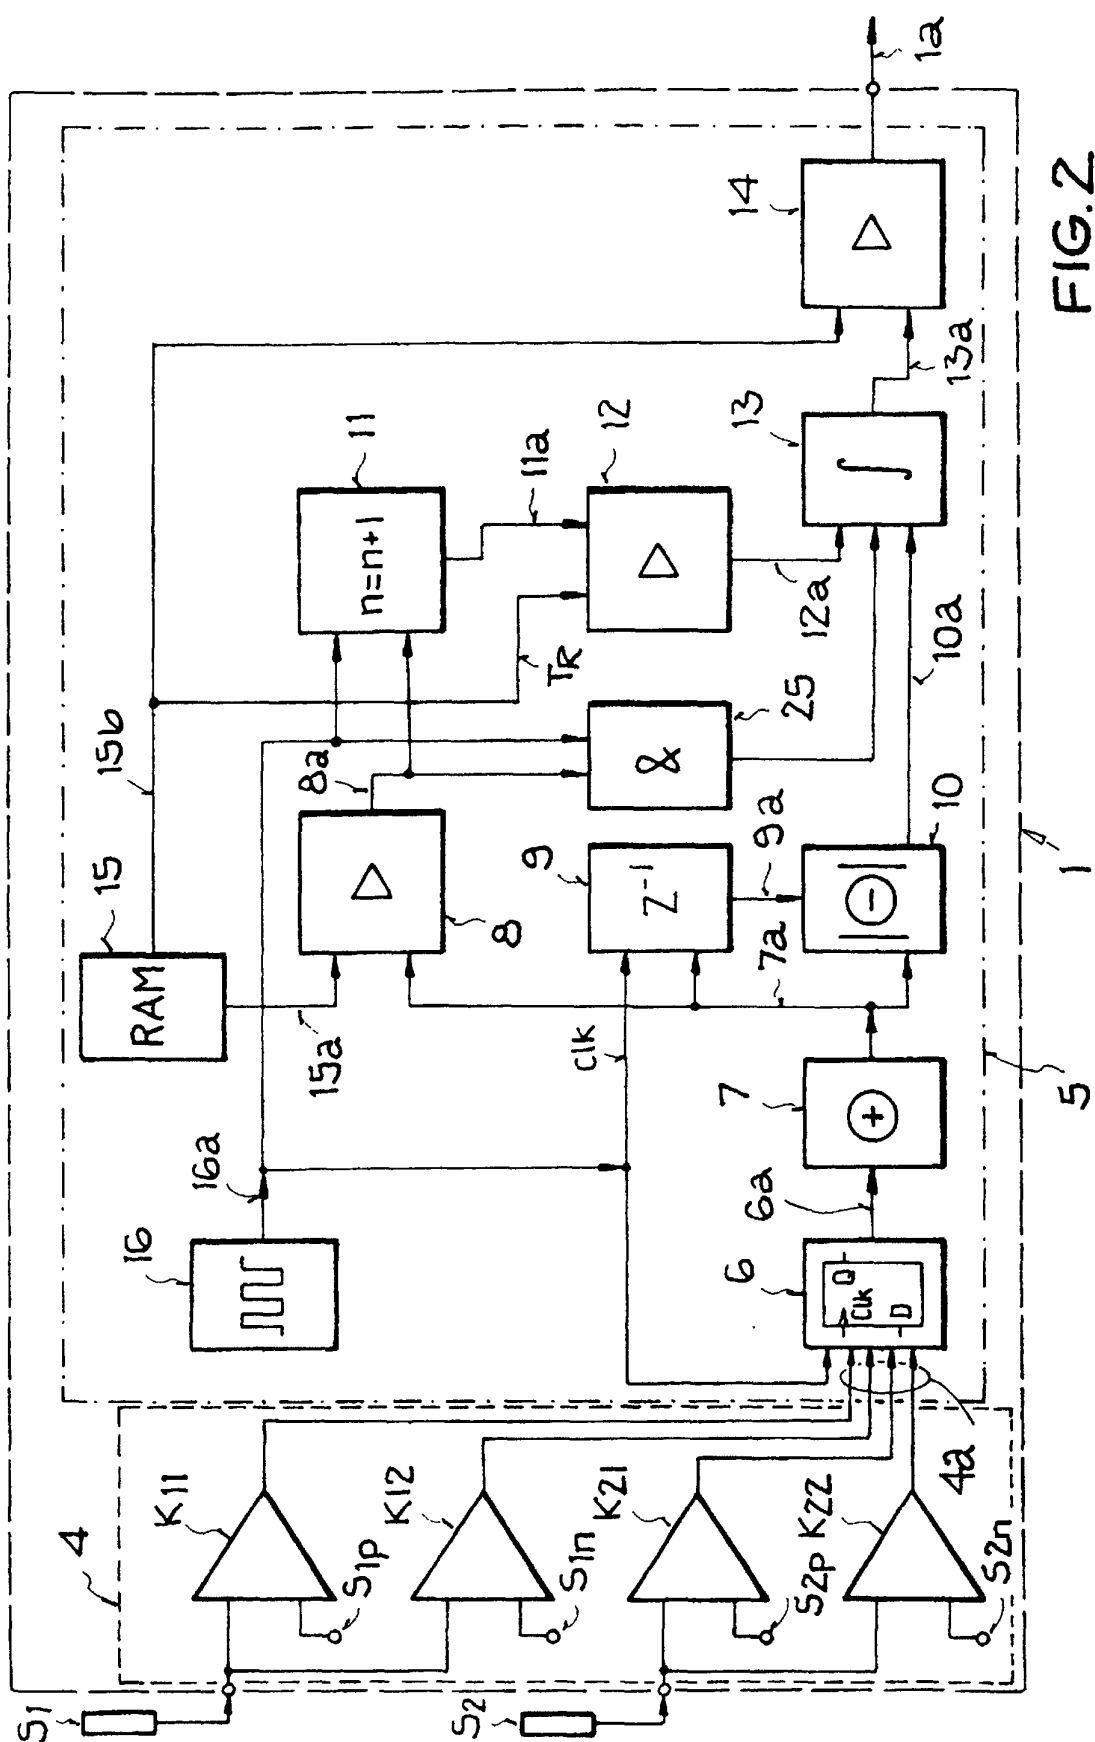 S1
S2
4
K11
S1p
K12
S1n
K21
S2p
K22
S2n
4a
16
16a
15
RAM
15a
15b
8a
8
11
n=n+1
11a
TR
12
12a
&
25
Clk
9
Z⁻¹
9a
7a
6
D
Clk
Q
6a
7
+
10
−
10a
13
∫
13a
14
1a
5
1
FIG. 2